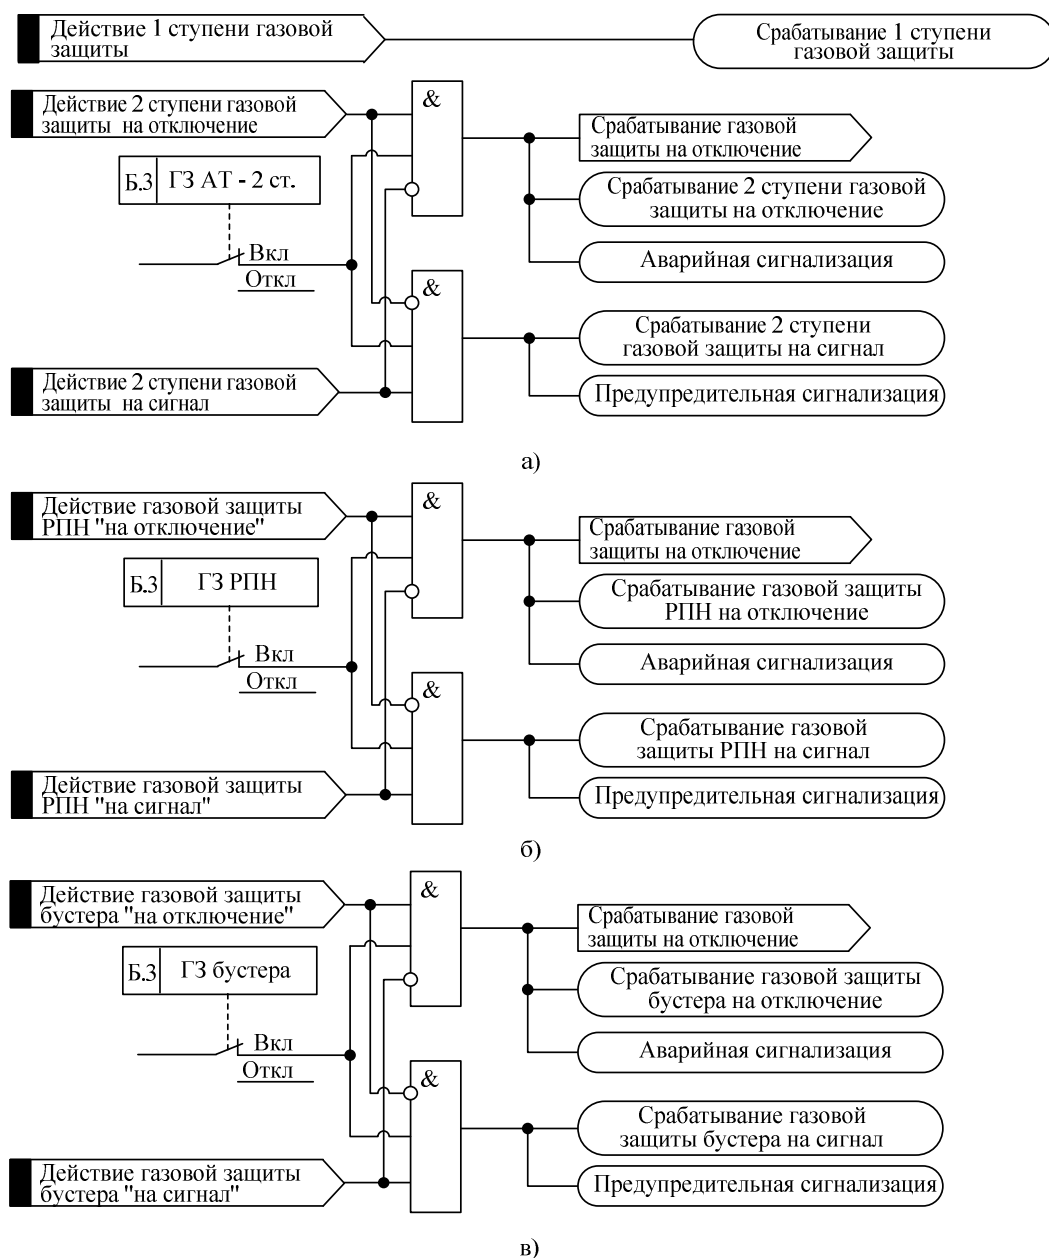 Действие 1 ступени газовой
защиты
Срабатывание 1 ступени
газовой защиты
Действие 2 ступени газовой
защиты на отключение
&
Срабатывание газовой
защиты на отключение
Б.3 ГЗ АТ - 2 ст.
Срабатывание 2 ступени газовой
защиты на отключение
Вкл
Откл
Аварийная сигнализация
&
Срабатывание 2 ступени
газовой защиты на сигнал
Действие 2 ступени газовой
защиты на сигнал
Предупредительная сигнализация
а)
Действие газовой защиты
РПН "на отключение"
&
Срабатывание газовой
защиты на отключение
Б.3 ГЗ РПН
Срабатывание газовой защиты
РПН на отключение
Вкл
Откл
Аварийная сигнализация
&
Срабатывание газовой
защиты РПН на сигнал
Действие газовой защиты
РПН "на сигнал"
Предупредительная сигнализация
б)
Действие газовой защиты
бустера "на отключение"
&
Срабатывание газовой
защиты на отключение
Б.3 ГЗ бустера
Срабатывание газовой защиты
бустера на отключение
Вкл
Откл
Аварийная сигнализация
&
Срабатывание газовой
защиты бустера на сигнал
Действие газовой защиты
бустера "на сигнал"
Предупредительная сигнализация
в)